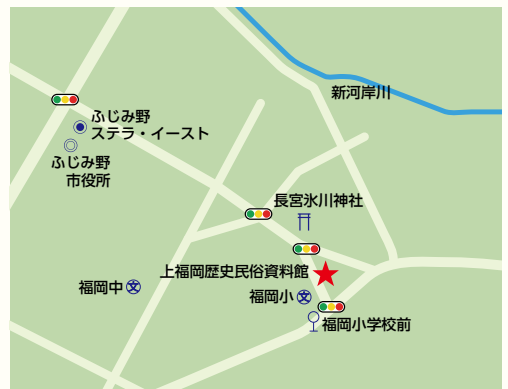 新河岸川
ふじみ野
ステラ・イースト
ふじみ野
市役所
長宮氷川神社
上福岡歴史民俗資料館
福岡中
文
福岡小
文
福岡小学校前